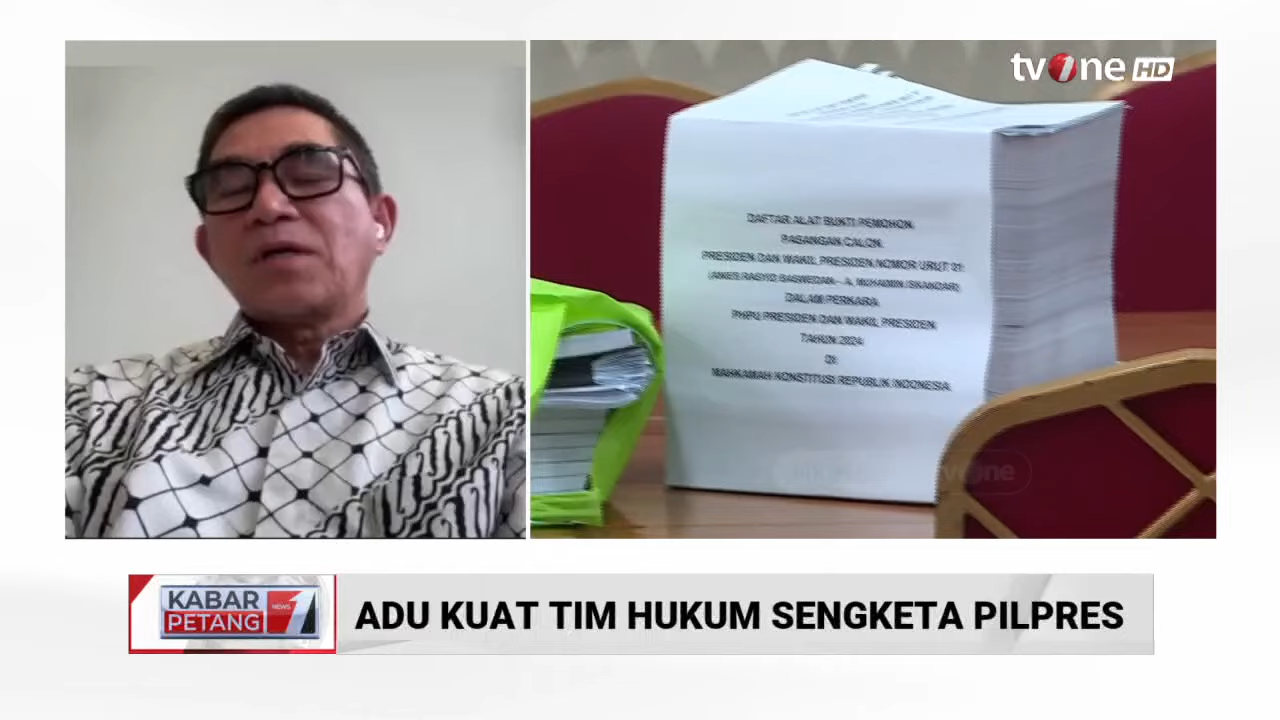 tvOne HD
DAFTAR ALAT BUKTI PEMOHON
PASANGAN CALON
PRESIDEN DAN WAKIL PRESIDEN NOMOR URUT 01
(ANIES RASYID BASWEDAN – A. MUHAIMIN ISKANDAR)
DALAM PERKARA
PHPU PRESIDEN DAN WAKIL PRESIDEN
TAHUN 2024
DI
MAHKAMAH KONSTITUSI REPUBLIK INDONESIA
tvOne
KABAR
PETANG
NEWS
ADU KUAT TIM HUKUM SENGKETA PILPRES